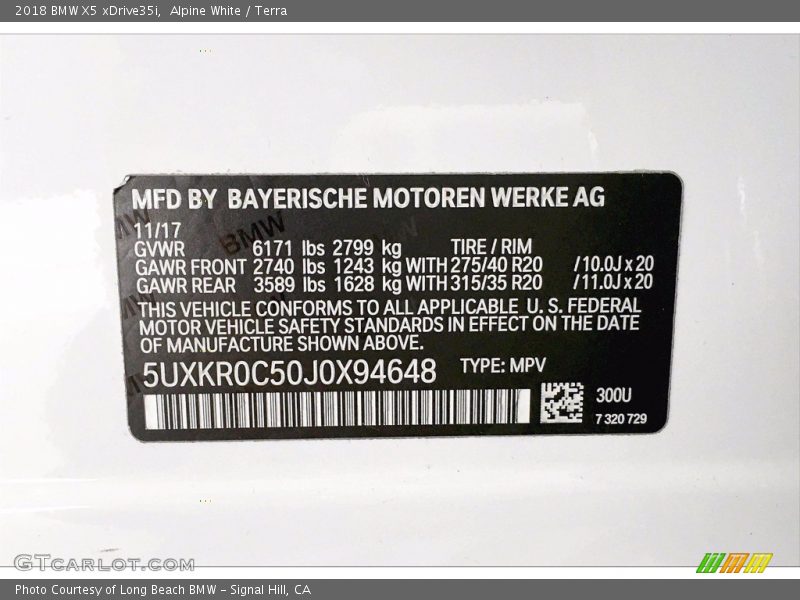 2018 BMW X5 xDrive35i, Alpine White / Terra
MFD BY BAYERISCHE MOTOREN WERKE AG
11/17
GVWR 6171 lbs 2799 kg TIRE / RIM
GAWR FRONT 2740 lbs 1243 kg WITH 275/40 R20 /10.0J x 20
GAWR REAR 3589 lbs 1628 kg WITH 315/35 R20 /11.0J x 20
THIS VEHICLE CONFORMS TO ALL APPLICABLE U. S. FEDERAL
MOTOR VEHICLE SAFETY STANDARDS IN EFFECT ON THE DATE
OF MANUFACTURE SHOWN ABOVE.
5UXKR0C50J0X94648 TYPE: MPV
300U
7 320 729
BMW
GTcarlot.com
Photo Courtesy of Long Beach BMW – Signal Hill, CA